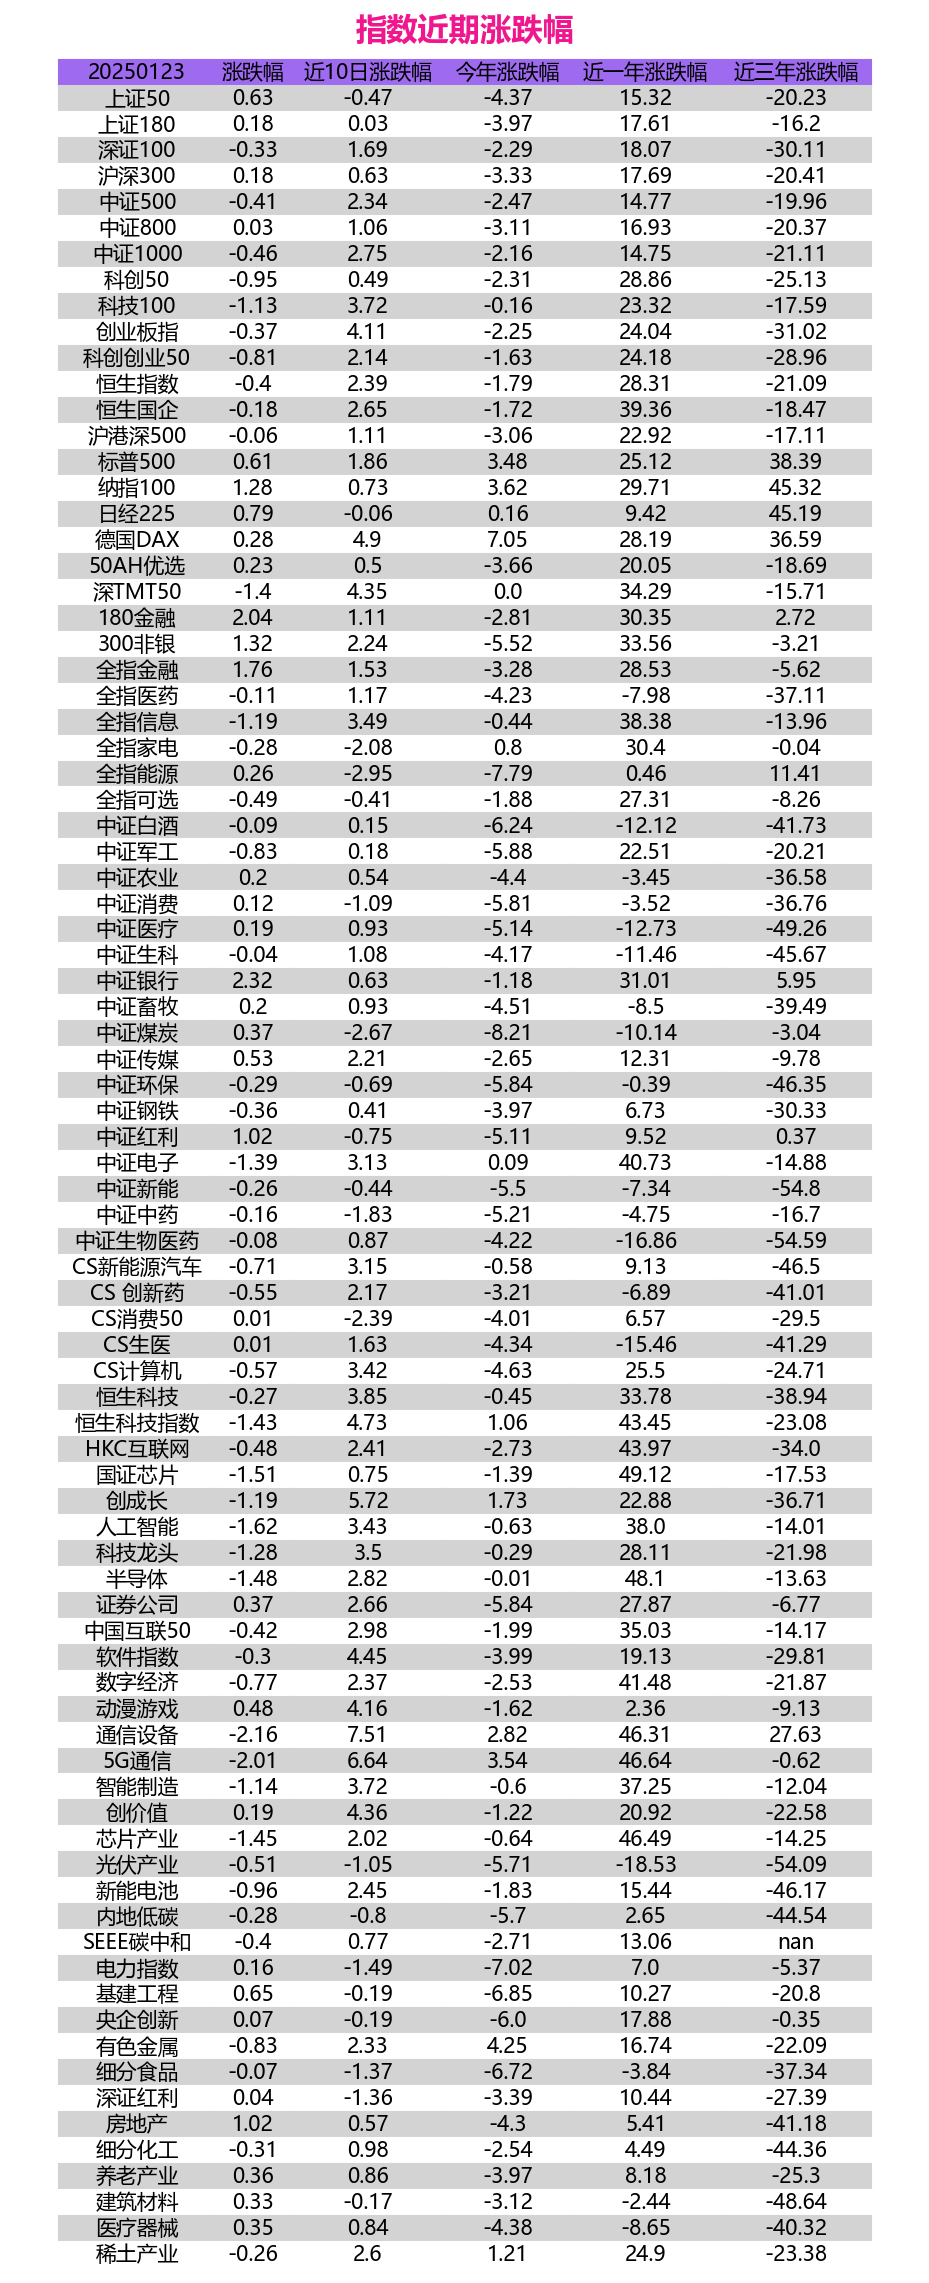 指数近期涨跌幅
20250123 涨跌幅 近10日涨跌幅 今年涨跌幅 近一年涨跌幅 近三年涨跌幅
上证50 0.63 -0.47 -4.37 15.32 -20.23
上证180 0.18 0.03 -3.97 17.61 -16.2
深证100 -0.33 1.69 -2.29 18.07 -30.11
沪深300 0.18 0.63 -3.33 17.69 -20.41
中证500 -0.41 2.34 -2.47 14.77 -19.96
中证800 0.03 1.06 -3.11 16.93 -20.37
中证1000 -0.46 2.75 -2.16 14.75 -21.11
科创50 -0.95 0.49 -2.31 28.86 -25.13
科技100 -1.13 3.72 -0.16 23.32 -17.59
创业板指 -0.37 4.11 -2.25 24.04 -31.02
科创创业50 -0.81 2.14 -1.63 24.18 -28.96
恒生指数 -0.4 2.39 -1.79 28.31 -21.09
恒生国企 -0.18 2.65 -1.72 39.36 -18.47
沪港深500 -0.06 1.11 -3.06 22.92 -17.11
标普500 0.61 1.86 3.48 25.12 38.39
纳指100 1.28 0.73 3.62 29.71 45.32
日经225 0.79 -0.06 0.16 9.42 45.19
德国DAX 0.28 4.9 7.05 28.19 36.59
50AH优选 0.23 0.5 -3.66 20.05 -18.69
深TMT50 -1.4 4.35 0.0 34.29 -15.71
180金融 2.04 1.11 -2.81 30.35 2.72
300非银 1.32 2.24 -5.52 33.56 -3.21
全指金融 1.76 1.53 -3.28 28.53 -5.62
全指医药 -0.11 1.17 -4.23 -7.98 -37.11
全指信息 -1.19 3.49 -0.44 38.38 -13.96
全指家电 -0.28 -2.08 0.8 30.4 -0.04
全指能源 0.26 -2.95 -7.79 0.46 11.41
全指可选 -0.49 -0.41 -1.88 27.31 -8.26
中证白酒 -0.09 0.15 -6.24 -12.12 -41.73
中证军工 -0.83 0.18 -5.88 22.51 -20.21
中证农业 0.2 0.54 -4.4 -3.45 -36.58
中证消费 0.12 -1.09 -5.81 -3.52 -36.76
中证医疗 0.19 0.93 -5.14 -12.73 -49.26
中证生科 -0.04 1.08 -4.17 -11.46 -45.67
中证银行 2.32 0.63 -1.18 31.01 5.95
中证畜牧 0.2 0.93 -4.51 -8.5 -39.49
中证煤炭 0.37 -2.67 -8.21 -10.14 -3.04
中证传媒 0.53 2.21 -2.65 12.31 -9.78
中证环保 -0.29 -0.69 -5.84 -0.39 -46.35
中证钢铁 -0.36 0.41 -3.97 6.73 -30.33
中证红利 1.02 -0.75 -5.11 9.52 0.37
中证电子 -1.39 3.13 0.09 40.73 -14.88
中证新能 -0.26 -0.44 -5.5 -7.34 -54.8
中证中药 -0.16 -1.83 -5.21 -4.75 -16.7
中证生物医药 -0.08 0.87 -4.22 -16.86 -54.59
CS新能源汽车 -0.71 3.15 -0.58 9.13 -46.5
CS 创新药 -0.55 2.17 -3.21 -6.89 -41.01
CS消费50 0.01 -2.39 -4.01 6.57 -29.5
CS生医 0.01 1.63 -4.34 -15.46 -41.29
CS计算机 -0.57 3.42 -4.63 25.5 -24.71
恒生科技 -0.27 3.85 -0.45 33.78 -38.94
恒生科技指数 -1.43 4.73 1.06 43.45 -23.08
HKC互联网 -0.48 2.41 -2.73 43.97 -34.0
国证芯片 -1.51 0.75 -1.39 49.12 -17.53
创成长 -1.19 5.72 1.73 22.88 -36.71
人工智能 -1.62 3.43 -0.63 38.0 -14.01
科技龙头 -1.28 3.5 -0.29 28.11 -21.98
半导体 -1.48 2.82 -0.01 48.1 -13.63
证券公司 0.37 2.66 -5.84 27.87 -6.77
中国互联50 -0.42 2.98 -1.99 35.03 -14.17
软件指数 -0.3 4.45 -3.99 19.13 -29.81
数字经济 -0.77 2.37 -2.53 41.48 -21.87
动漫游戏 0.48 4.16 -1.62 2.36 -9.13
通信设备 -2.16 7.51 2.82 46.31 27.63
5G通信 -2.01 6.64 3.54 46.64 -0.62
智能制造 -1.14 3.72 -0.6 37.25 -12.04
创价值 0.19 4.36 -1.22 20.92 -22.58
芯片产业 -1.45 2.02 -0.64 46.49 -14.25
光伏产业 -0.51 -1.05 -5.71 -18.53 -54.09
新能电池 -0.96 2.45 -1.83 15.44 -46.17
内地低碳 -0.28 -0.8 -5.7 2.65 -44.54
SEEE碳中和 -0.4 0.77 -2.71 13.06 nan
电力指数 0.16 -1.49 -7.02 7.0 -5.37
基建工程 0.65 -0.19 -6.85 10.27 -20.8
央企创新 0.07 -0.19 -6.0 17.88 -0.35
有色金属 -0.83 2.33 4.25 16.74 -22.09
细分食品 -0.07 -1.37 -6.72 -3.84 -37.34
深证红利 0.04 -1.36 -3.39 10.44 -27.39
房地产 1.02 0.57 -4.3 5.41 -41.18
细分化工 -0.31 0.98 -2.54 4.49 -44.36
养老产业 0.36 0.86 -3.97 8.18 -25.3
建筑材料 0.33 -0.17 -3.12 -2.44 -48.64
医疗器械 0.35 0.84 -4.38 -8.65 -40.32
稀土产业 -0.26 2.6 1.21 24.9 -23.38